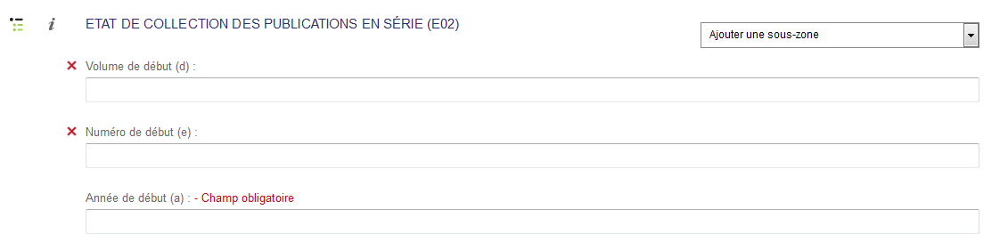 i ETAT DE COLLECTION DES PUBLICATIONS EN SÉRIE (E02)
Ajouter une sous-zone
Volume de début (d) :
Numéro de début (e) :
Année de début (a) : - Champ obligatoire